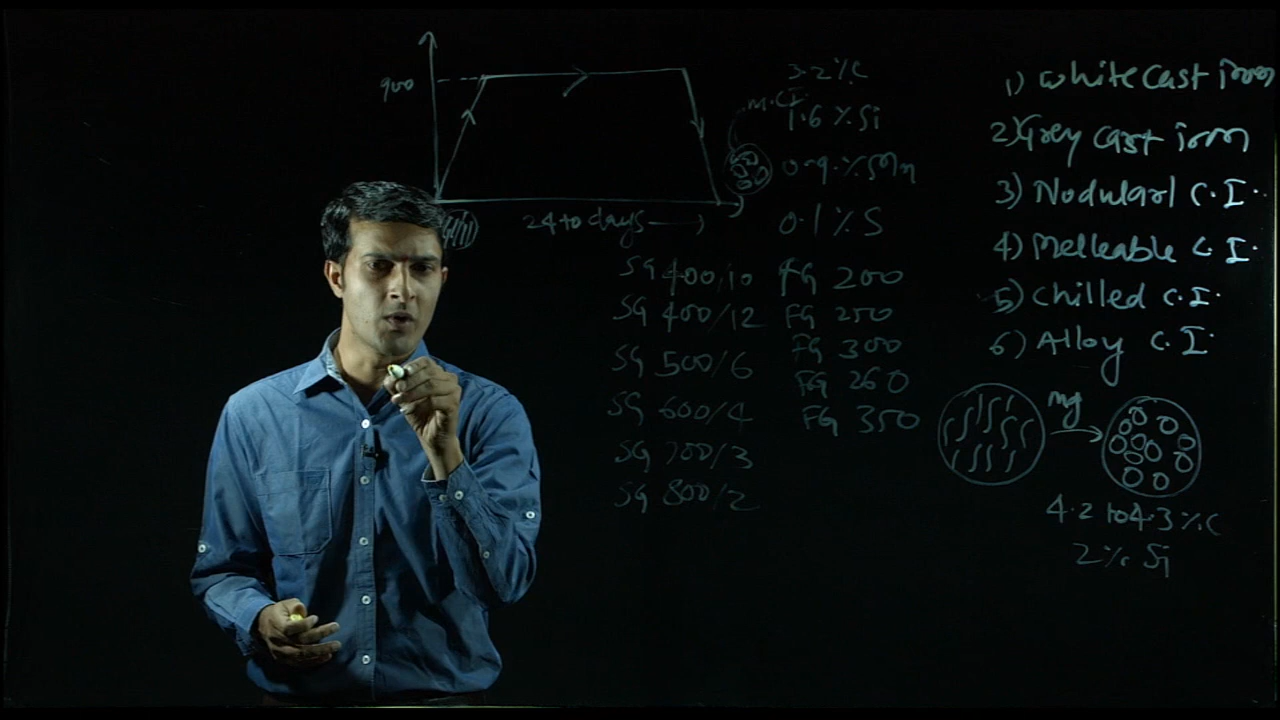 900
24 to days
M.C.I.
3.2 % C
1.6 % Si
0.9 % Mn
0.1 % S
SG 400/10
SG 400/12
SG 500/6
SG 600/4
SG 700/3
SG 800/2
FG 200
FG 250
FG 300
FG 260
FG 350
1) White cast iron
2) Grey cast iron
3) Nodularl C.I.
4) Melleable C.I.
5) Chilled C.I.
6) Alloy C.I.
Mg
4.2 to 4.3 % C
2 % Si